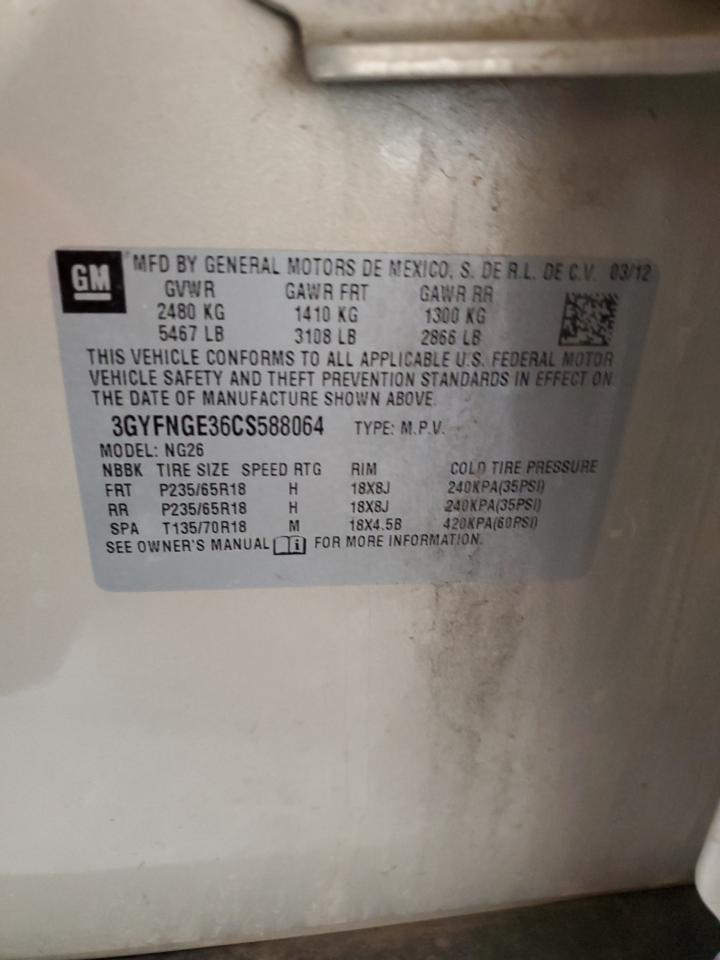 GM MFD BY GENERAL MOTORS DE MEXICO, S. DE R.L. DE C.V. 03/12
GVWR GAWR FRT GAWR RR
2480 KG 1410 KG 1300 KG
5467 LB 3108 LB 2866 LB
THIS VEHICLE CONFORMS TO ALL APPLICABLE U.S. FEDERAL MOTOR
VEHICLE SAFETY AND THEFT PREVENTION STANDARDS IN EFFECT ON
THE DATE OF MANUFACTURE SHOWN ABOVE.
3GYFNGE36CS588064 TYPE: M.P.V.
MODEL: NG26
NBBK TIRE SIZE SPEED RTG RIM COLD TIRE PRESSURE
FRT P235/65R18 H 18X8J 240KPA(35PSI)
RR P235/65R18 H 18X8J 240KPA(35PSI)
SPA T135/70R18 M 18X4.5B 420KPA(60PSI)
SEE OWNER'S MANUAL i FOR MORE INFORMATION.